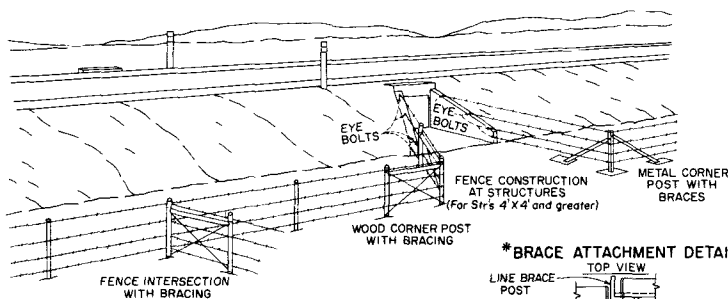 EYE
BOLTS
EYE
BOLTS
FENCE CONSTRUCTION
AT STRUCTURES
(For Str's 4' X 4' and greater)
METAL CORNER
POST WITH
BRACES
WOOD CORNER POST
WITH BRACING
FENCE INTERSECTION
WITH BRACING
*BRACE ATTACHMENT DETAI
TOP VIEW
LINE BRACE
POST